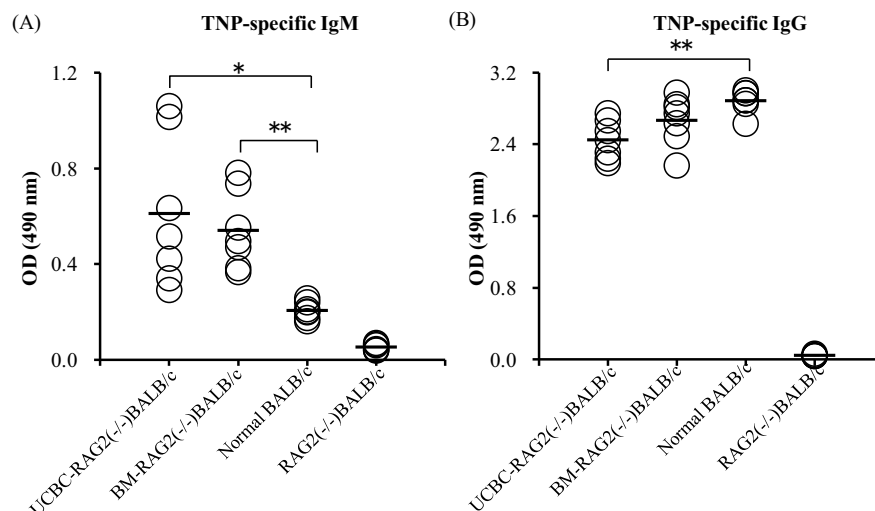 (A)
TNP-specific IgM
OD (490 nm)
1.2
0.8
0.4
0.0
*
**
UCBC-RAG2(-/-)BALB/c
BM-RAG2(-/-)BALB/c
Normal BALB/c
RAG2(-/-)BALB/c
(B)
TNP-specific IgG
OD (490 nm)
3.2
2.4
1.6
0.8
0.0
**
UCBC-RAG2(-/-)BALB/c
BM-RAG2(-/-)BALB/c
Normal BALB/c
RAG2(-/-)BALB/c